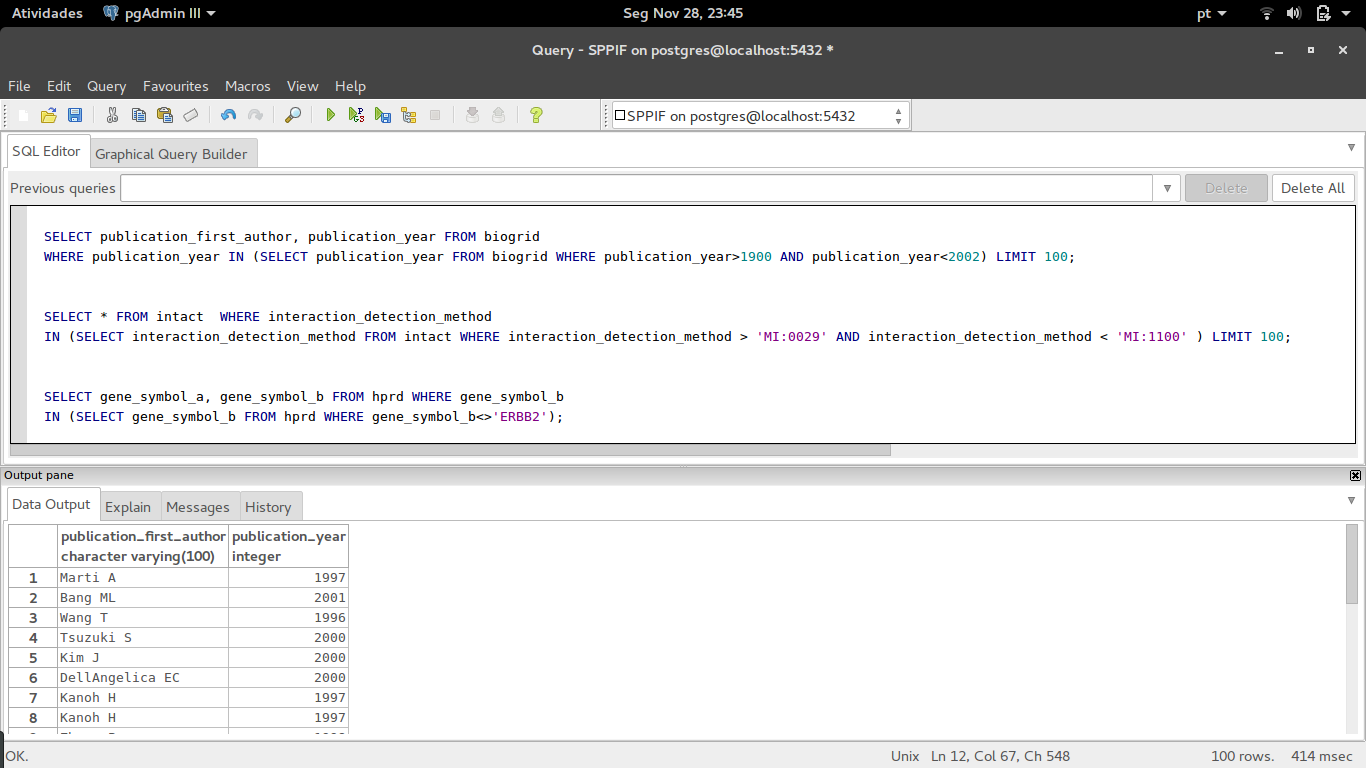 Atividades pgAdmin III Seg Nov 28, 23:45 pt
Query - SPPIF on postgres@localhost:5432 *
File Edit Query Favourites Macros View Help
SPPIF on postgres@localhost:5432
SQL Editor Graphical Query Builder
Previous queries Delete Delete All
SELECT publication_first_author, publication_year FROM biogrid
WHERE publication_year IN (SELECT publication_year FROM biogrid WHERE publication_year>1900 AND publication_year<2002) LIMIT 100;
SELECT * FROM intact  WHERE interaction_detection_method
IN (SELECT interaction_detection_method FROM intact WHERE interaction_detection_method > 'MI:0029' AND interaction_detection_method < 'MI:1100' ) LIMIT 100;
SELECT gene_symbol_a, gene_symbol_b FROM hprd WHERE gene_symbol_b
IN (SELECT gene_symbol_b FROM hprd WHERE gene_symbol_b<>'ERBB2');
Output pane
Data Output Explain Messages History
publication_first_author publication_year
character varying(100) integer
1 Marti A 1997
2 Bang ML 2001
3 Wang T 1996
4 Tsuzuki S 2000
5 Kim J 2000
6 DellAngelica EC 2000
7 Kanoh H 1997
8 Kanoh H 1997
OK. Unix Ln 12, Col 67, Ch 548 100 rows. 414 msec